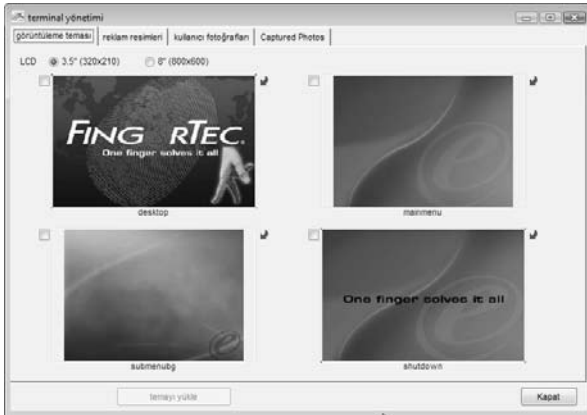 terminal yönetimi
görüntüleme teması reklam resimleri kullanıcı fotoğrafları Captured Photos
LCD 3.5" (320x210) 8" (800x600)
FING RTEC
One finger solves it all
desktop
mainmenu
One finger solves it all
submenubg
shutdown
temayı yükle Kapat